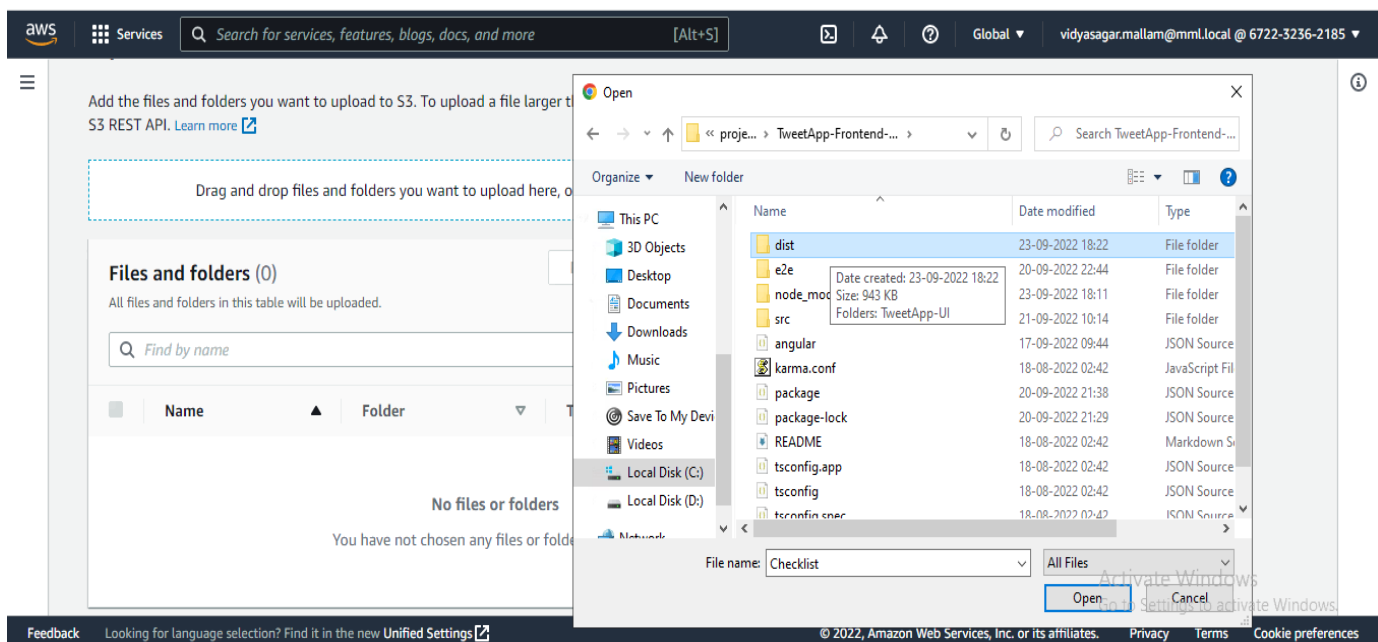 aws
Services
Search for services, features, blogs, docs, and more
[Alt+S]
Global ▼
vidyasagar.mallam@mml.local @ 6722-3236-2185 ▼
Add the files and folders you want to upload to S3. To upload a file larger
S3 REST API. Learn more
Drag and drop files and folders you want to upload here,
Files and folders (0)
All files and folders in this table will be uploaded.
Find by name
Name
Folder
No files or folders
You have not chosen any files or
Open
« proje... › TweetApp-Frontend-... ›
Search TweetApp-Frontend-...
Organize
New folder
This PC
3D Objects
Desktop
Documents
Downloads
Music
Pictures
Save To My Devi
Videos
Local Disk (C:)
Local Disk (D:)
Network
Name Date modified Type
dist 23-09-2022 18:22 File folder
e2e 20-09-2022 22:44 File folder
node_mod 23-09-2022 18:11 File folder
src 21-09-2022 10:14 File folder
angular 17-09-2022 09:44 JSON Source
karma.conf 18-08-2022 02:42 JavaScript Fil
package 20-09-2022 21:38 JSON Source
package-lock 20-09-2022 21:29 JSON Source
README 18-08-2022 02:42 Markdown S
tsconfig.app 18-08-2022 02:42 JSON Source
tsconfig 18-08-2022 02:42 JSON Source
tsconfig.spec 18-08-2022 02:42 JSON Source
Date created: 23-09-2022 18:22
Size: 943 KB
Folders: TweetApp-UI
File name: Checklist
All Files
Open
Cancel
Activate Windows
Go to Settings to activate Windows.
Feedback
Looking for language selection? Find it in the new Unified Settings
© 2022, Amazon Web Services, Inc. or its affiliates.
Privacy
Terms
Cookie preferences